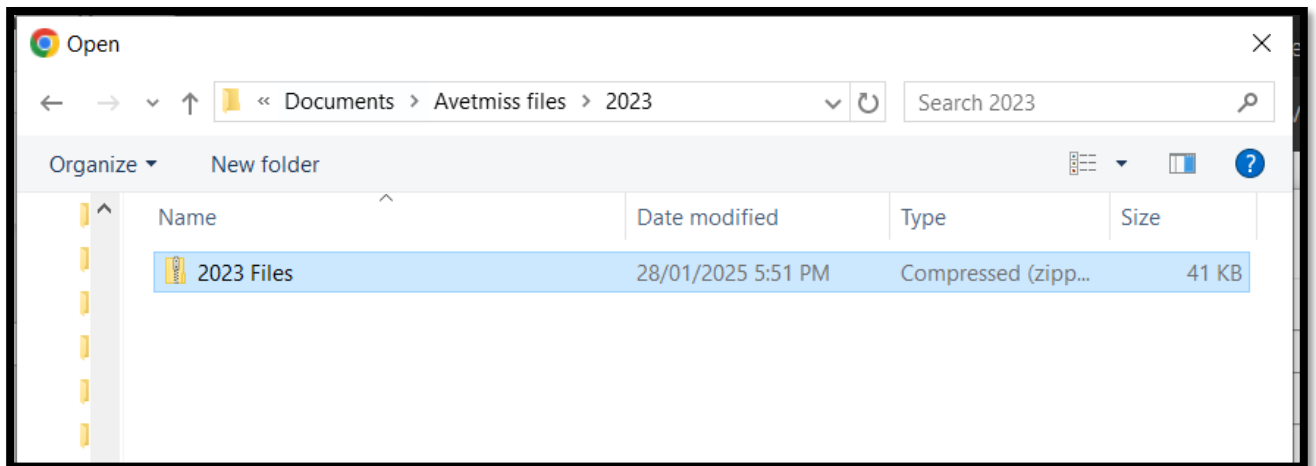 Open
« Documents > Avetmiss files > 2023
Search 2023
Organize
New folder
?
Name Date modified Type Size
2023 Files 28/01/2025 5:51 PM Compressed (zipp... 41 KB